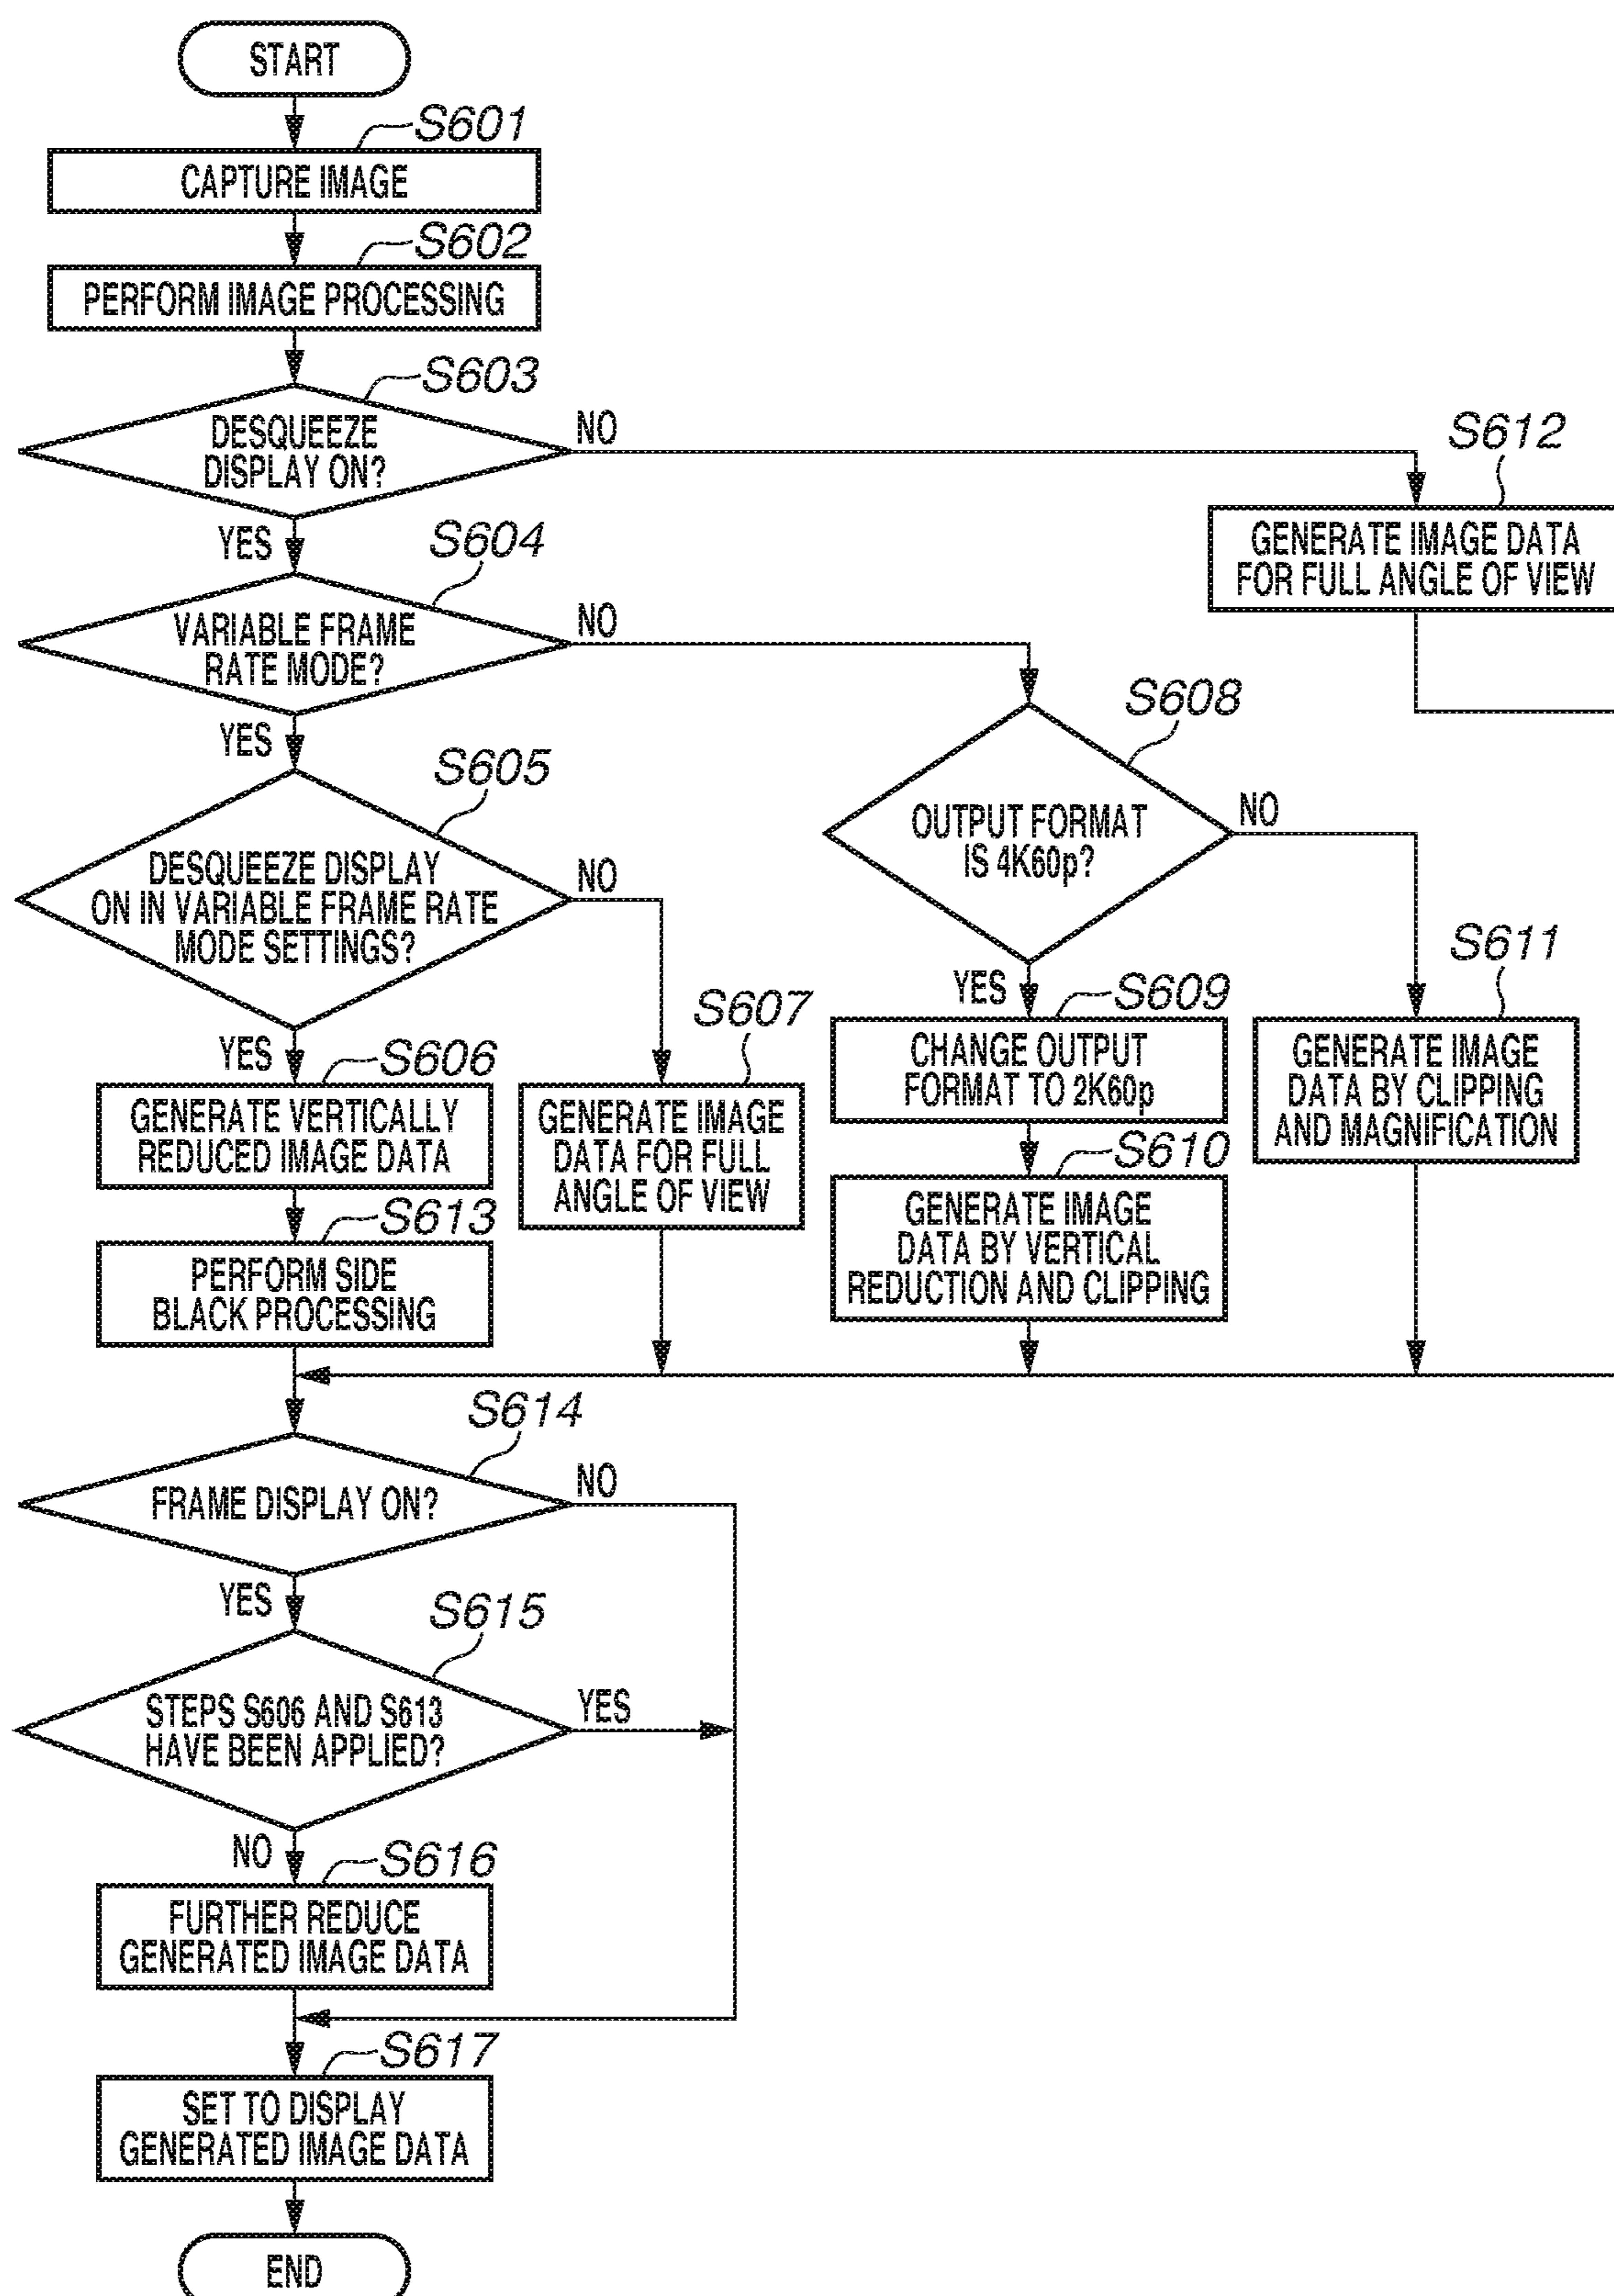 START
S601
CAPTURE IMAGE
S602
PERFORM IMAGE PROCESSING
S603
DESQUEEZE
DISPLAY ON?
NO
YES
S612
GENERATE IMAGE DATA
FOR FULL ANGLE OF VIEW
S604
VARIABLE FRAME
RATE MODE?
NO
YES
S605
DESQUEEZE DISPLAY
ON IN VARIABLE FRAME RATE
MODE SETTINGS?
NO
YES
S608
OUTPUT FORMAT
IS 4K60p?
NO
YES
S606
GENERATE VERTICALLY
REDUCED IMAGE DATA
S607
GENERATE IMAGE
DATA FOR FULL
ANGLE OF VIEW
S609
CHANGE OUTPUT
FORMAT TO 2K60p
S611
GENERATE IMAGE
DATA BY CLIPPING
AND MAGNIFICATION
S613
PERFORM SIDE
BLACK PROCESSING
S610
GENERATE IMAGE
DATA BY VERTICAL
REDUCTION AND CLIPPING
S614
FRAME DISPLAY ON?
NO
YES
S615
STEPS S606 AND S613
HAVE BEEN APPLIED?
YES
NO
S616
FURTHER REDUCE
GENERATED IMAGE DATA
S617
SET TO DISPLAY
GENERATED IMAGE DATA
END